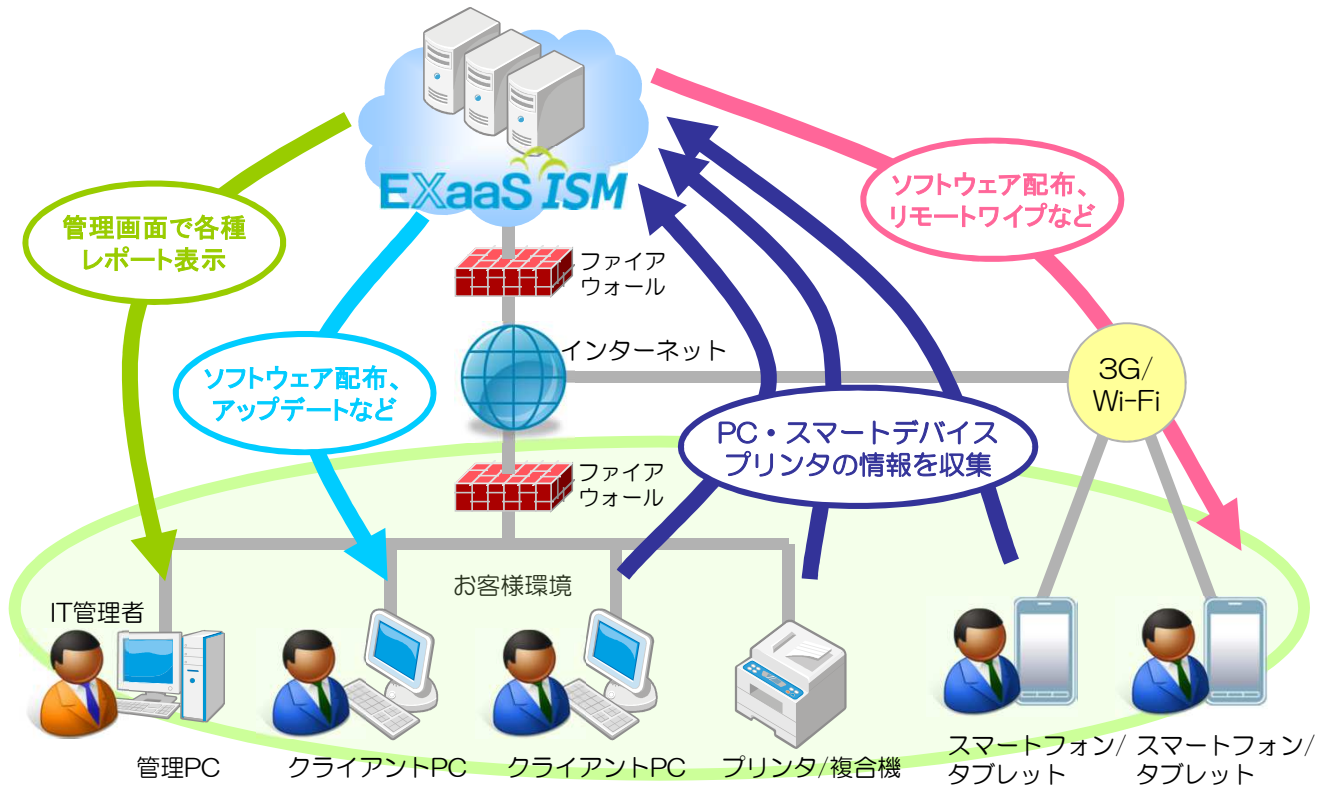 EXaaS ISM
管理画面で各種
レポート表示
ソフトウェア配布、
リモートワイプなど
ファイア
ウォール
インターネット
ソフトウェア配布、
アップデートなど
3G/
Wi-Fi
PC・スマートデバイス
プリンタの情報を収集
ファイア
ウォール
お客様環境
IT管理者
管理PC
クライアントPC
クライアントPC
プリンタ/複合機
スマートフォン/
タブレット
スマートフォン/
タブレット